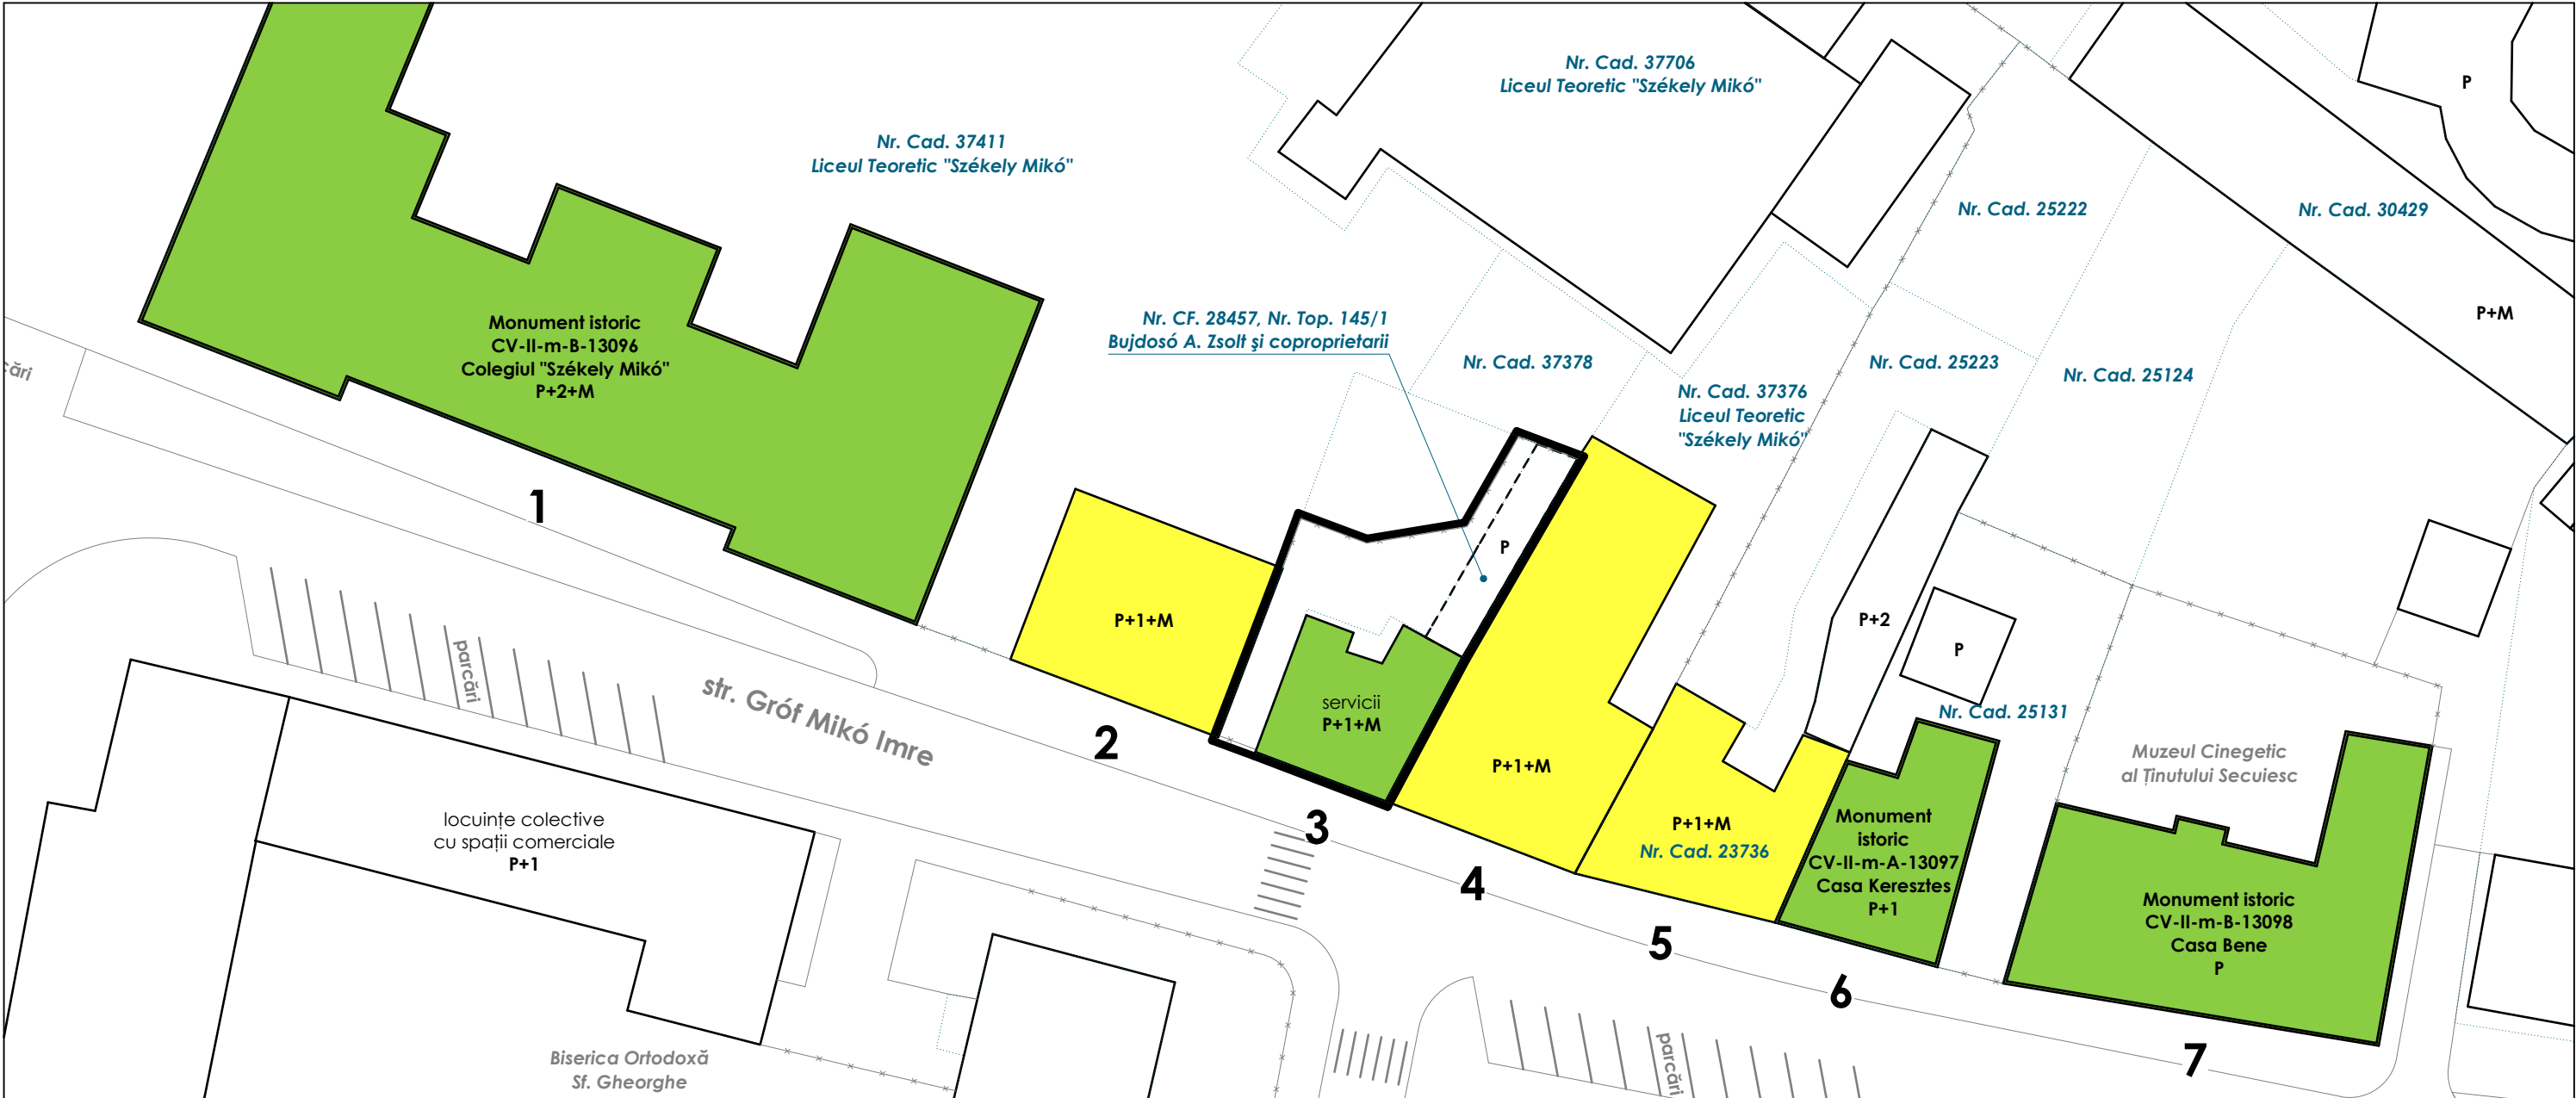 Nr. Cad. 37706
Liceul Teoretic "Székely Mikó"
P
Nr. Cad. 37411
Liceul Teoretic "Székely Mikó"
Nr. Cad. 25222
Nr. Cad. 30429
P+M
Monument istoric
CV-II-m-B-13096
Colegiul "Székely Mikó"
P+2+M
Nr. CF. 28457, Nr. Top. 145/1
Bujdosó A. Zsolt și coproprietarii
Nr. Cad. 37378
Nr. Cad. 37376
Liceul Teoretic
"Székely Mikó"
Nr. Cad. 25223
Nr. Cad. 25124
1
P
P+1+M
P+2
P
parcări
str. Gróf Mikó Imre
2
servicii
P+1+M
P+1+M
Nr. Cad. 25131
Muzeul Cinegetic
al Ținutului Secuiesc
locuințe colective
cu spații comerciale
P+1
3
4
P+1+M
Nr. Cad. 23736
Monument
istoric
CV-II-m-A-13097
Casa Keresztes
P+1
Monument istoric
CV-II-m-B-13098
Casa Bene
P
5
6
7
Biserica Ortodoxă
Sf. Gheorghe
parcări